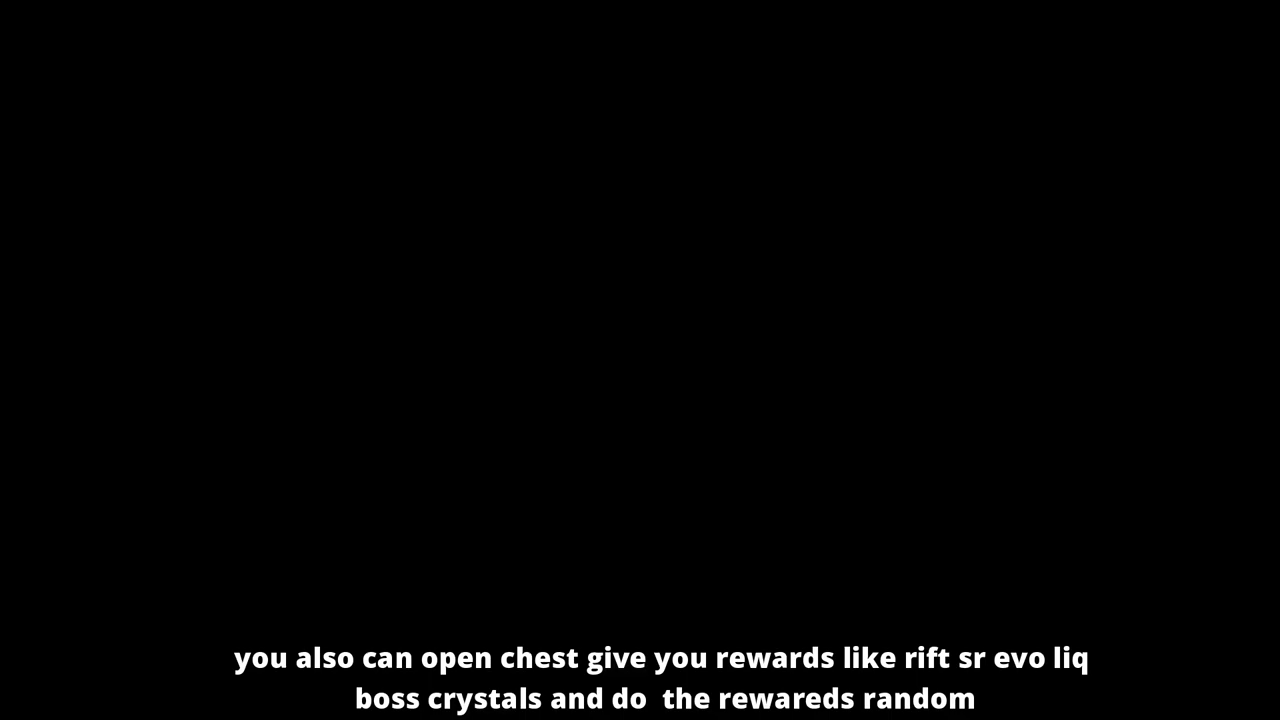 you also can open chest give you rewards like rift sr evo liq
boss crystals and do  the rewareds random